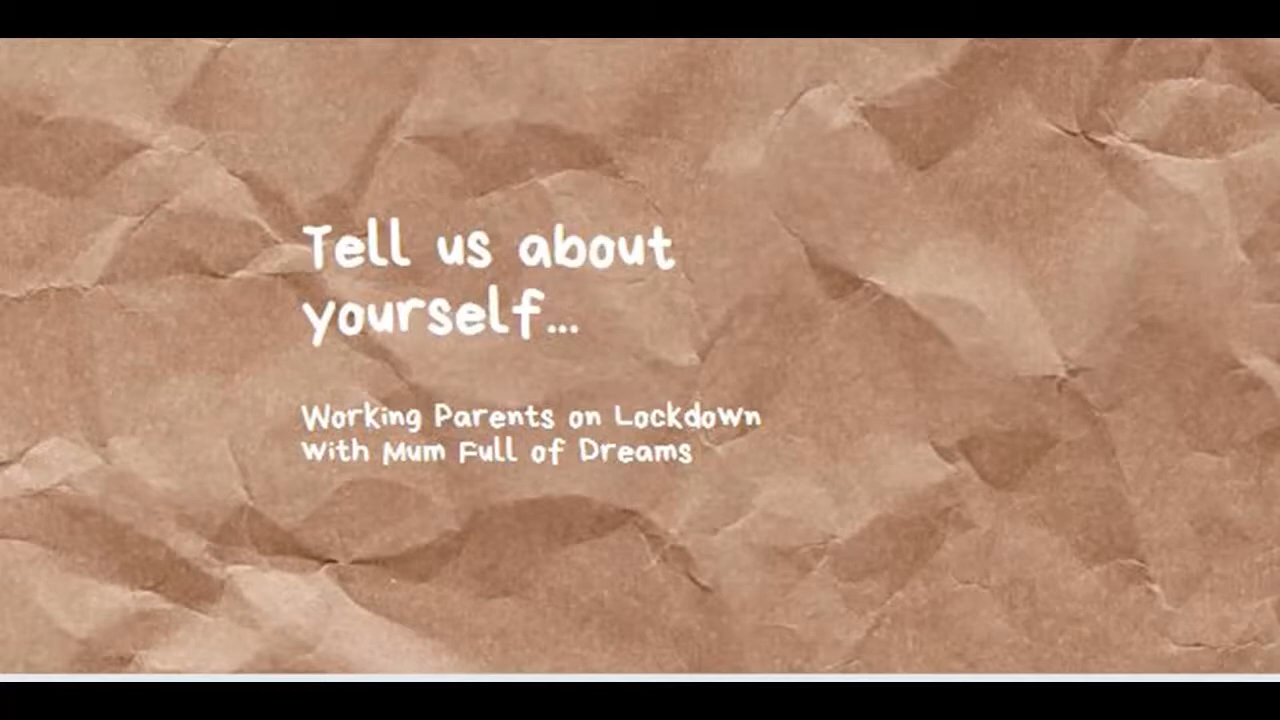 Tell us about
yourself...
Working Parents on Lockdown
With Mum Full of Dreams